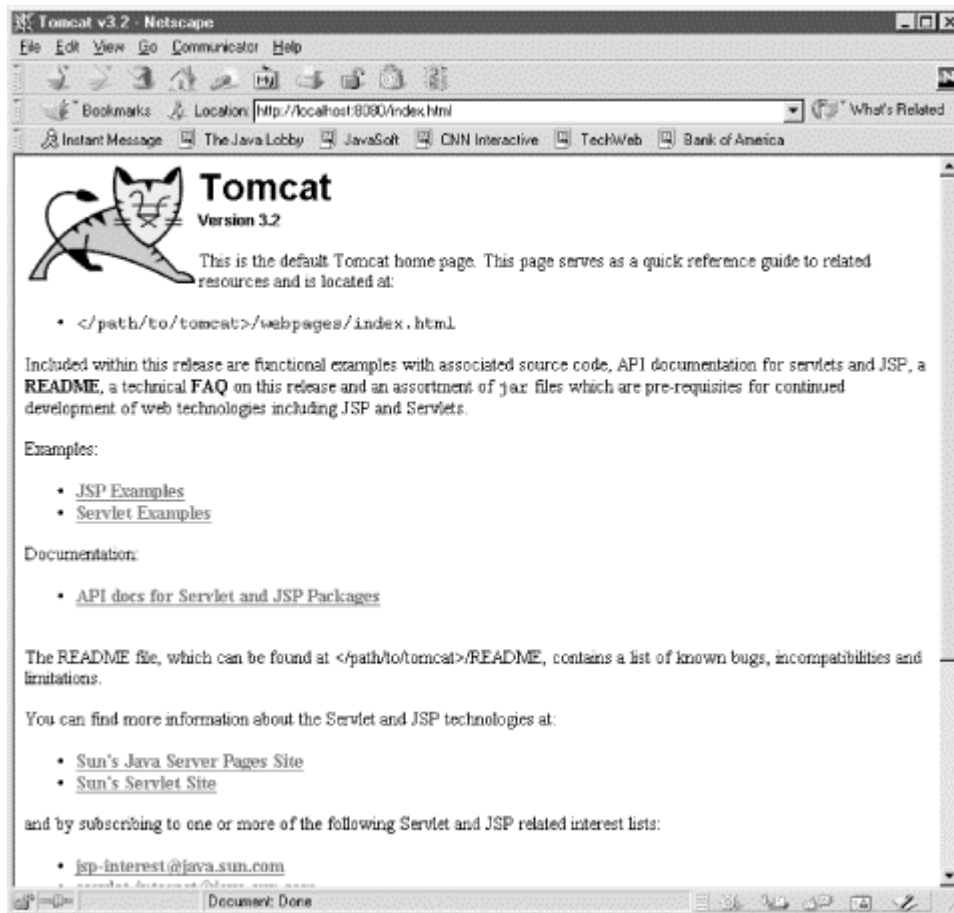 Tomcat v3.2 - Netscape
File Edit View Go Communicator Help
My
N
Bookmarks Location: http://localhost:8080/index.html What's Related
Instant Message The Java Lobby JavaSoft CNN Interactive TechWeb Bank of America
Tomcat
Version 3.2
This is the default Tomcat home page. This page serves as a quick reference guide to related
resources and is located at:
• </path/to/tomcat>/webpages/index.html
Included within this release are functional examples with associated source code, API documentation for servlets and JSP, a
README, a technical FAQ on this release and an assortment of jar files which are pre-requisites for continued
development of web technologies including JSP and Servlets.
Examples:
• JSP Examples
• Servlet Examples
Documentation:
• API docs for Servlet and JSP Packages
The README file, which can be found at </path/to/tomcat>/README, contains a list of known bugs, incompatibilities and
limitations.
You can find more information about the Servlet and JSP technologies at:
• Sun's Java Server Pages Site
• Sun's Servlet Site
and by subscribing to one or more of the following Servlet and JSP related interest lists:
• jsp-interest@java.sun.com
Document: Done